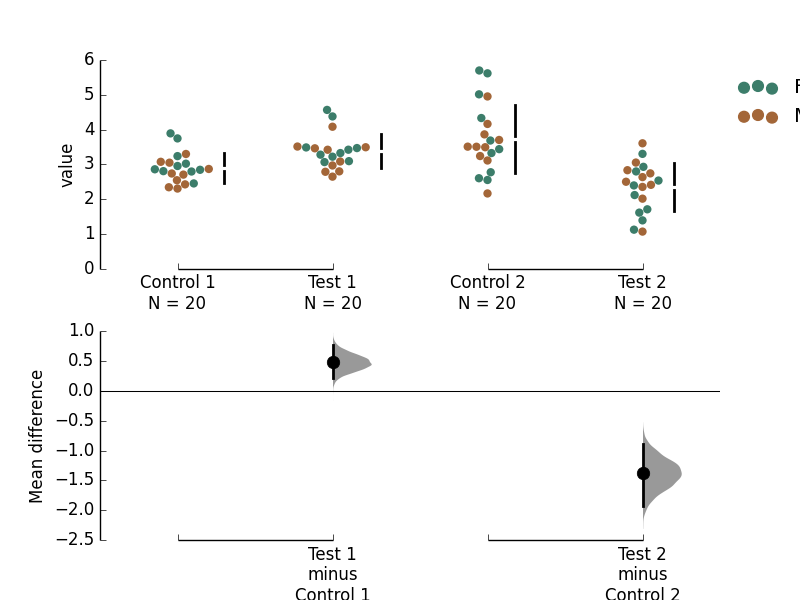 6
5
4
3
2
1
0
value
Control 1
N = 20
Test 1
N = 20
Control 2
N = 20
Test 2
N = 20
1.0
0.5
0.0
−0.5
−1.0
−1.5
−2.0
−2.5
Mean difference
Test 1
minus
Control 1
Test 2
minus
Control 2